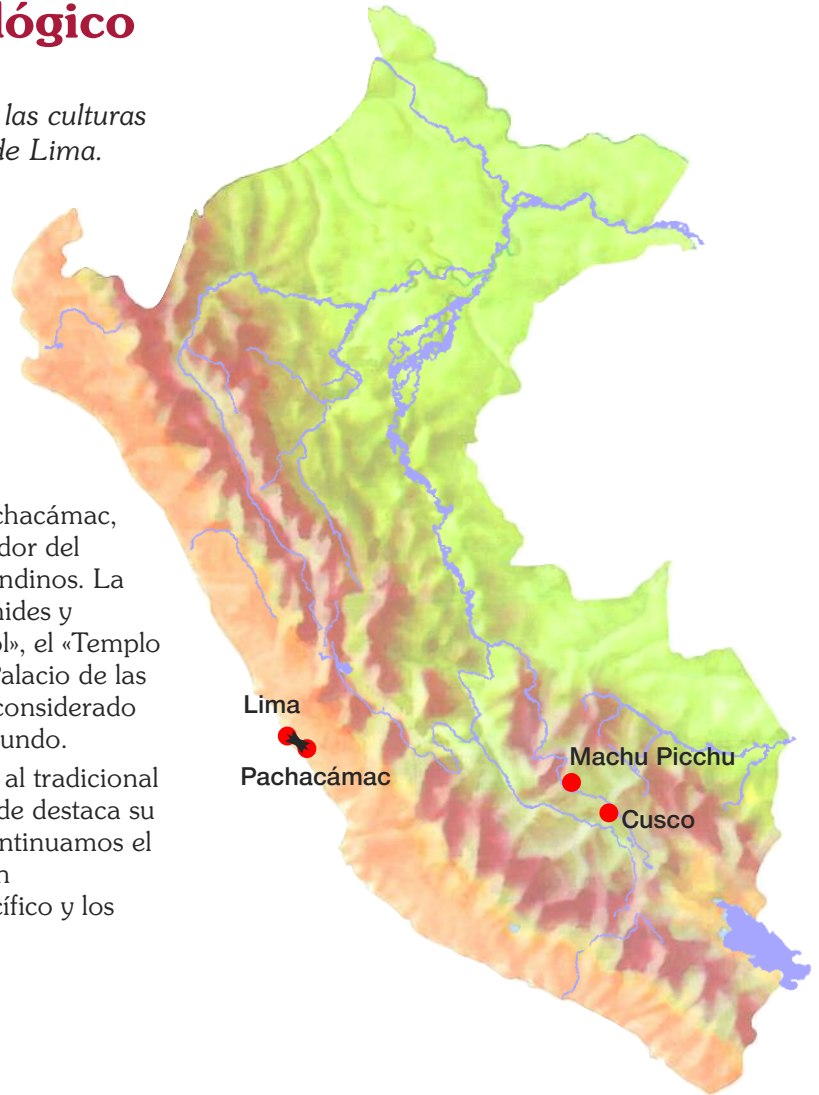 lógico
las culturas
de Lima.
chacámac,
dor del
ndinos. La
nides y
ol», el «Templo
Palacio de las
considerado
undo.
al tradicional
de destaca su
ntinuamos el
n
cífico y los
Lima
Pachacámac
Machu Picchu
Cusco